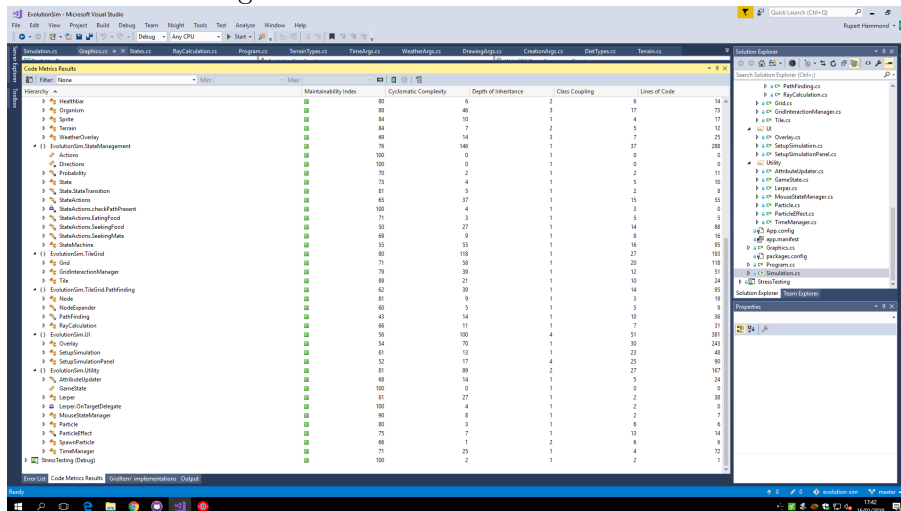 EvolutionSim - Microsoft Visual Studio
Quick Launch (Ctrl+Q)
File Edit View Project Build Debug Team Nsight Tools Test Analyze Window Help
Rupert Hammond
Debug Any CPU Start
Simulation.cs Graphics.cs States.cs RayCalculation.cs Program.cs TerrainTypes.cs TimeArgs.cs WeatherArgs.cs DrawingArgs.cs CreationArgs.cs DietTypes.cs Terrain.cs
Code Metrics Results
Filter: None Min: Max:
Hierarchy Maintainability Index Cyclomatic Complexity Depth of Inheritance Class Coupling Lines of Code
Healthbar 80 6 2 6 14
Organism 88 46 3 17 73
Sprite 84 10 1 4 17
Terrain 84 7 2 5 12
WeatherOverlay 69 14 3 7 25
{ } EvolutionSim.StateManagement 76 146 1 37 288
Actions 100 0 1 0 0
Directions 100 0 1 0 0
Probability 70 2 1 2 11
State 73 4 1 5 10
State.StateTransition 81 5 1 2 8
StateActions 65 37 1 15 55
StateActions.checkPathPresent 100 4 1 3 0
StateActions.EatingFood 71 3 1 5 5
StateActions.SeekingFood 50 27 1 14 88
StateActions.SeekingMate 69 9 1 8 16
StateMachine 55 55 1 16 95
{ } EvolutionSim.TileGrid 80 118 1 27 193
Grid 71 58 1 20 118
GridInteractionManager 79 39 1 12 51
Tile 89 21 1 10 24
{ } EvolutionSim.TileGrid.Pathfinding 62 39 1 14 95
Node 81 9 1 3 19
NodeExpander 60 5 1 5 9
PathFinding 43 14 1 10 36
RayCalculation 66 11 1 7 31
{ } EvolutionSim.UI 56 100 4 51 381
Overlay 54 70 1 30 243
SetupSimulation 61 13 1 23 48
SetupSimulationPanel 52 17 4 25 90
{ } EvolutionSim.Utility 81 89 2 27 167
AttributeUpdater 68 14 1 5 24
GameState 100 0 1 0 0
Lerper 81 27 1 2 38
Lerper.OnTargetDelegate 100 4 1 2 0
MouseStateManager 90 8 1 2 7
Particle 80 3 1 6 6
ParticleEffect 75 7 1 13 14
SpawnParticle 66 1 2 6 6
TimeManager 71 25 1 4 72
StressTesting (Debug) 100 2 1 2 1
Error List Code Metrics Results 'GridItem' implementations Output
Solution Explorer
Search Solution Explorer (Ctrl+;)
PathFinding.cs
RayCalculation.cs
Grid.cs
GridInteractionManager.cs
Tile.cs
UI
Overlay.cs
SetupSimulation.cs
SetupSimulationPanel.cs
Utility
AttributeUpdater.cs
GameState.cs
Lerper.cs
MouseStateManager.cs
Particle.cs
ParticleEffect.cs
TimeManager.cs
App.config
app.manifest
Graphics.cs
packages.config
Program.cs
Simulation.cs
StressTesting
Solution Explorer Team Explorer
Properties
Ready
0 0 evolution-sim master
17:42
16/01/2019